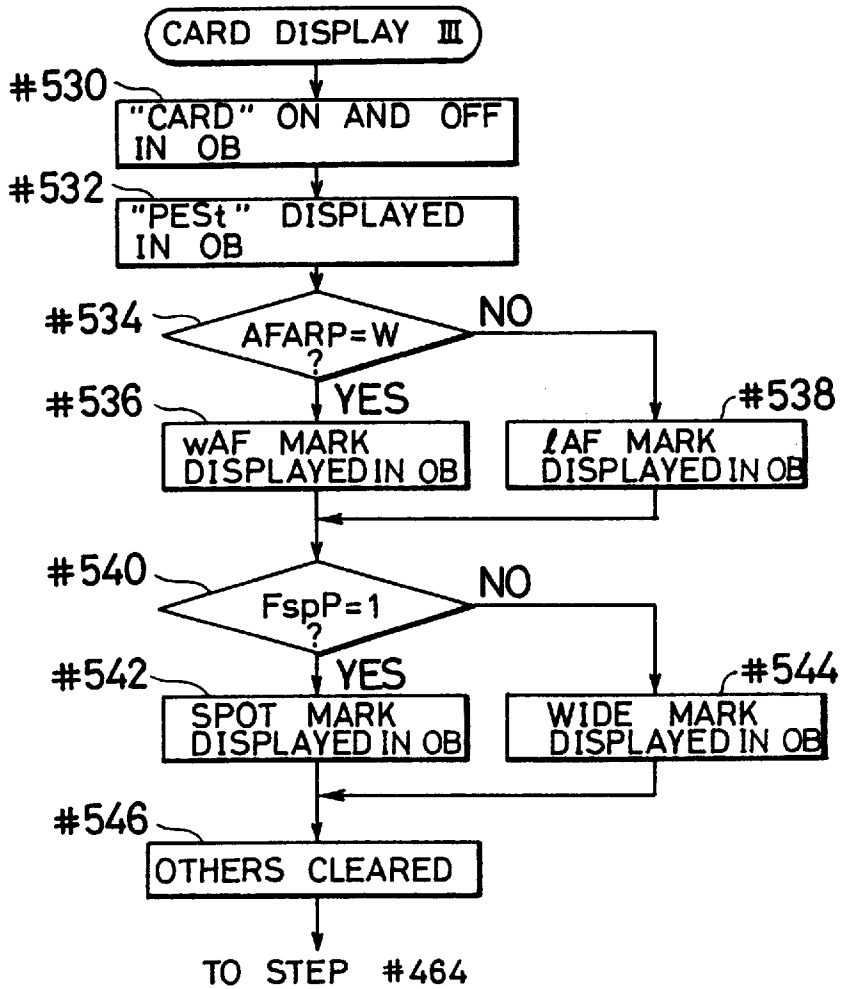 CARD DISPLAY III
#530
"CARD" ON AND OFF
IN OB
#532
"PESt" DISPLAYED
IN OB
#534
AFARP=W
?
NO
YES
#536
wAF MARK
DISPLAYED IN OB
#538
ℓAF MARK
DISPLAYED IN OB
#540
FspP=1
?
NO
YES
#542
SPOT MARK
DISPLAYED IN OB
#544
WIDE MARK
DISPLAYED IN OB
#546
OTHERS CLEARED
TO STEP #464